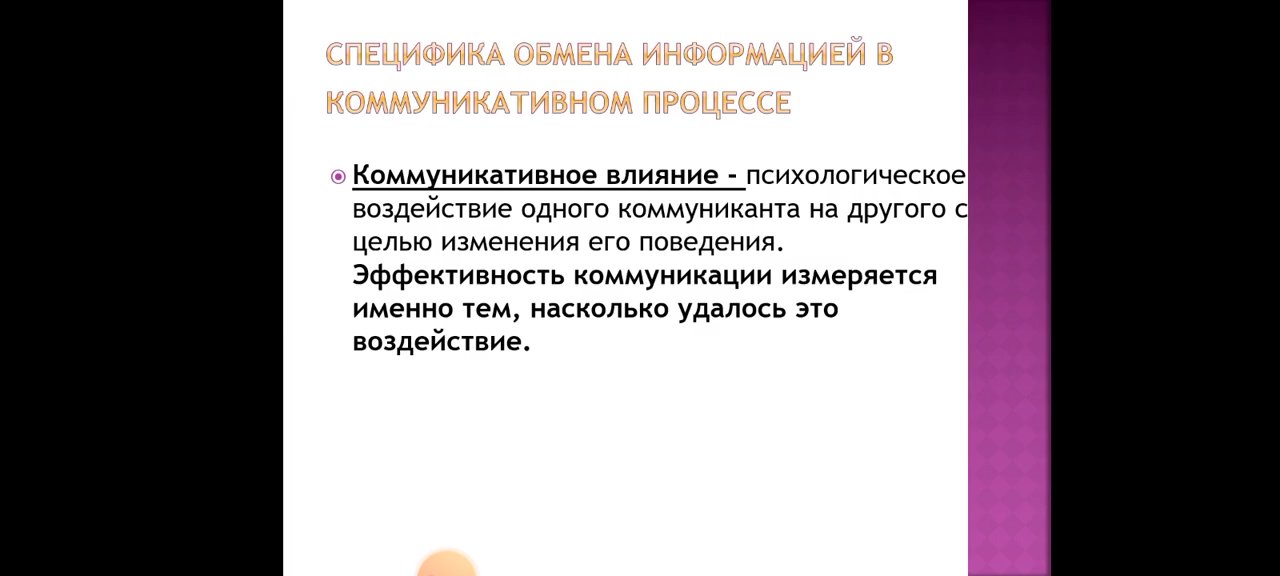 СПЕЦИФИКА ОБМЕНА ИНФОРМАЦИЕЙ В
КОММУНИКАТИВНОМ ПРОЦЕССЕ
Коммуникативное влияние - психологическое
воздействие одного коммуниканта на другого с
целью изменения его поведения.
Эффективность коммуникации измеряется
именно тем, насколько удалось это
воздействие.